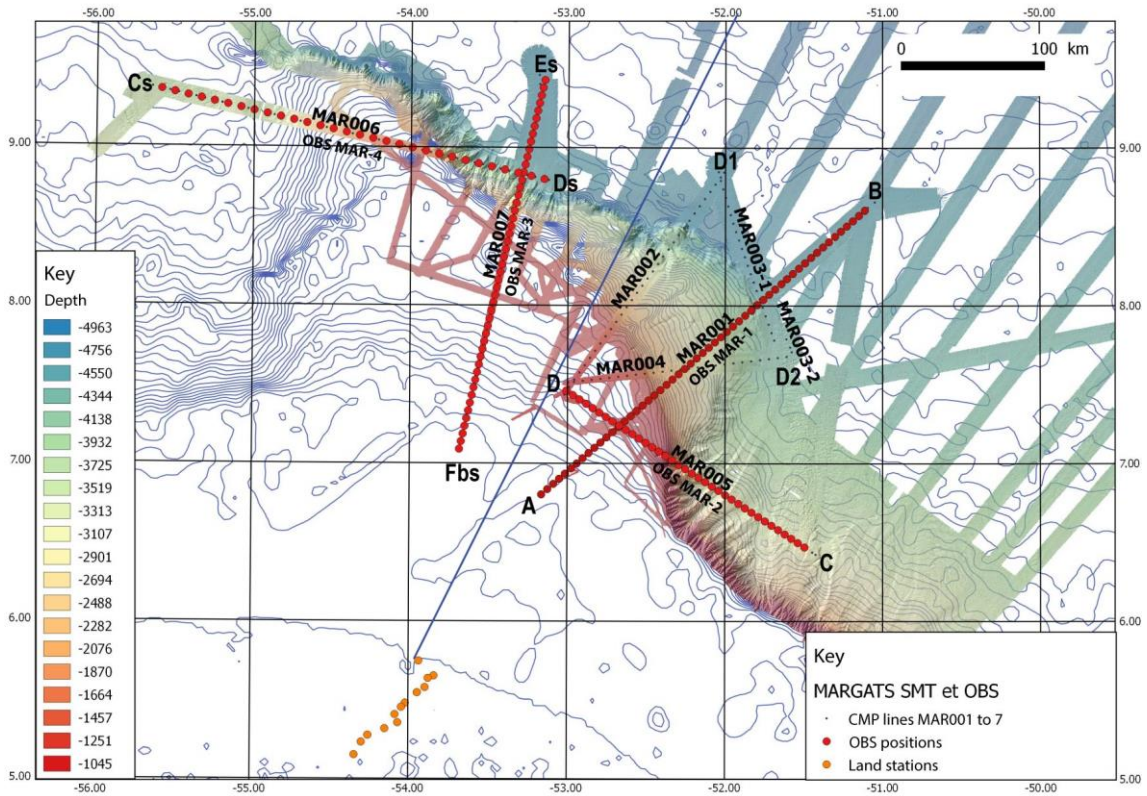 -56.00 -55.00 -54.00 -53.00 -52.00 -51.00 -50.00
0 100 km
Es
Cs
MAR006
OBS MAR-4
9.00 9.00
D1
Ds
B
MAR007
OBS MAR-3
MAR002
MAR003-1
8.00 8.00
MAR001
OBS MAR-1
MAR004
MAR003-2
D
D2
7.00 7.00
Fbs
MAR005
OBS MAR-2
A
C
6.00 6.00
5.00 5.00
-56.00 -55.00 -54.00 -53.00 -52.00 -51.00 -50.00
Key
Depth
-4963
-4756
-4550
-4344
-4138
-3932
-3725
-3519
-3313
-3107
-2901
-2694
-2488
-2282
-2076
-1870
-1664
-1457
-1251
-1045
Key
MARGATS SMT et OBS
CMP lines MAR001 to 7
OBS positions
Land stations